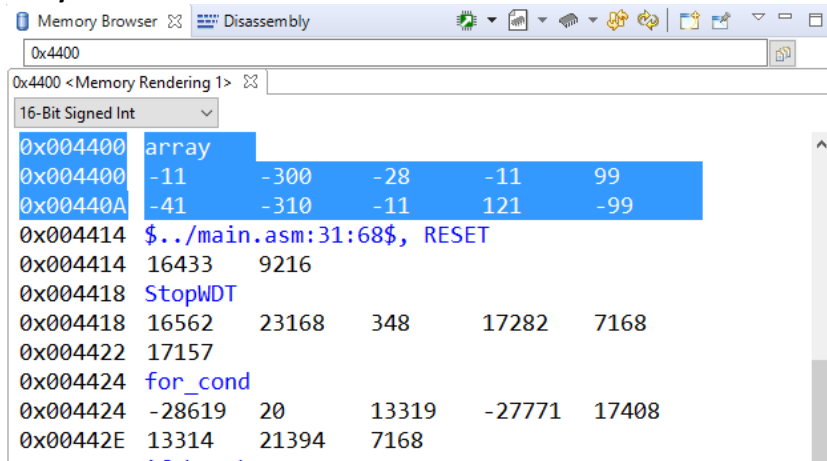 Memory Browser Disassembly
0x4400
0x4400 <Memory Rendering 1>
16-Bit Signed Int
0x004400 array
0x004400 -11 -300 -28 -11 99
0x00440A -41 -310 -11 121 -99
0x004414 $../main.asm:31:68$, RESET
0x004414 16433 9216
0x004418 StopWDT
0x004418 16562 23168 348 17282 7168
0x004422 17157
0x004424 for_cond
0x004424 -28619 20 13319 -27771 17408
0x00442E 13314 21394 7168